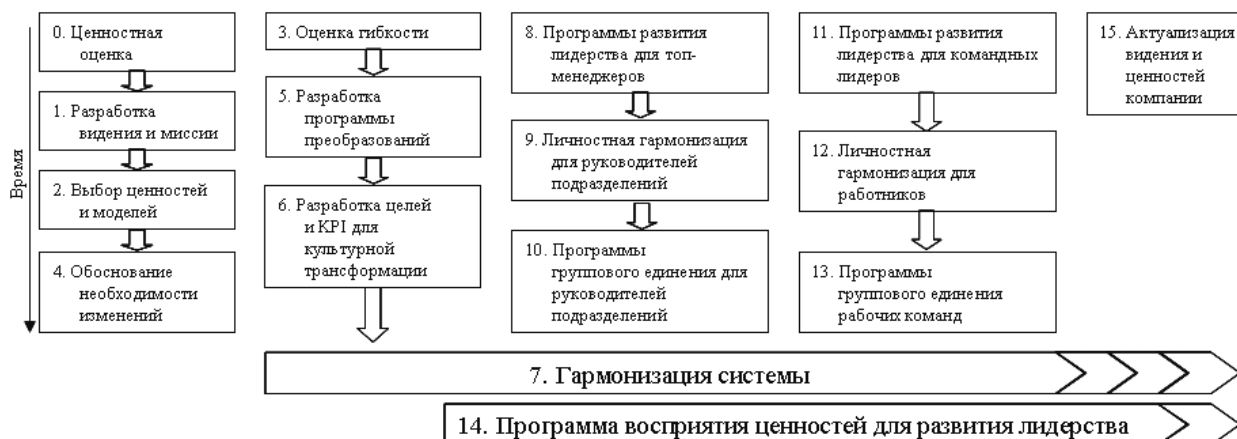 Время
0. Ценностная
оценка
1. Разработка
видения и миссии
2. Выбор ценностей
и моделей
4. Обоснование
необходимости
изменений
3. Оценка гибкости
5. Разработка
программы
преобразований
6. Разработка целей
и KPI для
культурной
трансформации
8. Программы развития
лидерства для топ-
менеджеров
9. Личностная гармонизация
для руководителей
подразделений
10. Программы
группового единения для
руководителей
подразделений
11. Программы развития
лидерства для командных
лидеров
12. Личностная
гармонизация для
работников
13. Программы
группового единения
рабочих команд
15. Актуализация
видения и
ценностей
компании
7. Гармонизация системы
14. Программа восприятия ценностей для развития лидерства